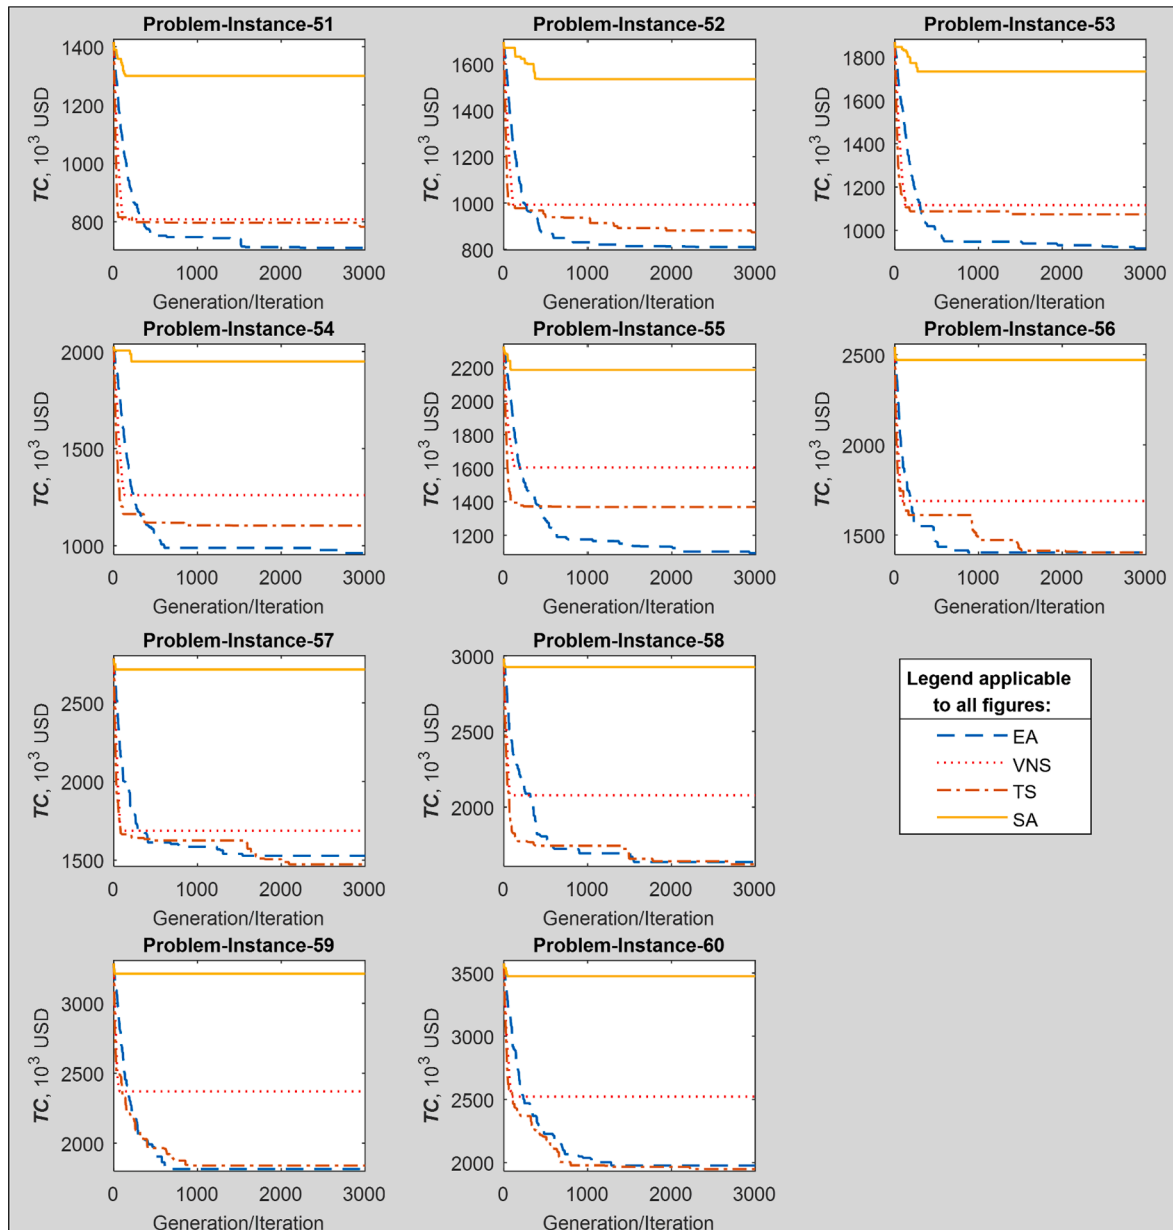 Problem-Instance-51
Problem-Instance-52
Problem-Instance-53
1400
1200
1000
800
TC, 10³ USD
0
1000
2000
3000
Generation/Iteration
1600
1400
1200
1000
800
TC, 10³ USD
0
1000
2000
3000
Generation/Iteration
1800
1600
1400
1200
1000
TC, 10³ USD
0
1000
2000
3000
Generation/Iteration
Problem-Instance-54
Problem-Instance-55
Problem-Instance-56
2000
1500
1000
TC, 10³ USD
0
1000
2000
3000
Generation/Iteration
2200
2000
1800
1600
1400
1200
TC, 10³ USD
0
1000
2000
3000
Generation/Iteration
2500
2000
1500
TC, 10³ USD
0
1000
2000
3000
Generation/Iteration
Problem-Instance-57
Problem-Instance-58
2500
2000
1500
TC, 10³ USD
0
1000
2000
3000
Generation/Iteration
3000
2500
2000
TC, 10³ USD
0
1000
2000
3000
Generation/Iteration
Legend applicable
to all figures:
EA
VNS
TS
SA
Problem-Instance-59
Problem-Instance-60
3000
2500
2000
TC, 10³ USD
0
1000
2000
3000
Generation/Iteration
3500
3000
2500
2000
TC, 10³ USD
0
1000
2000
3000
Generation/Iteration